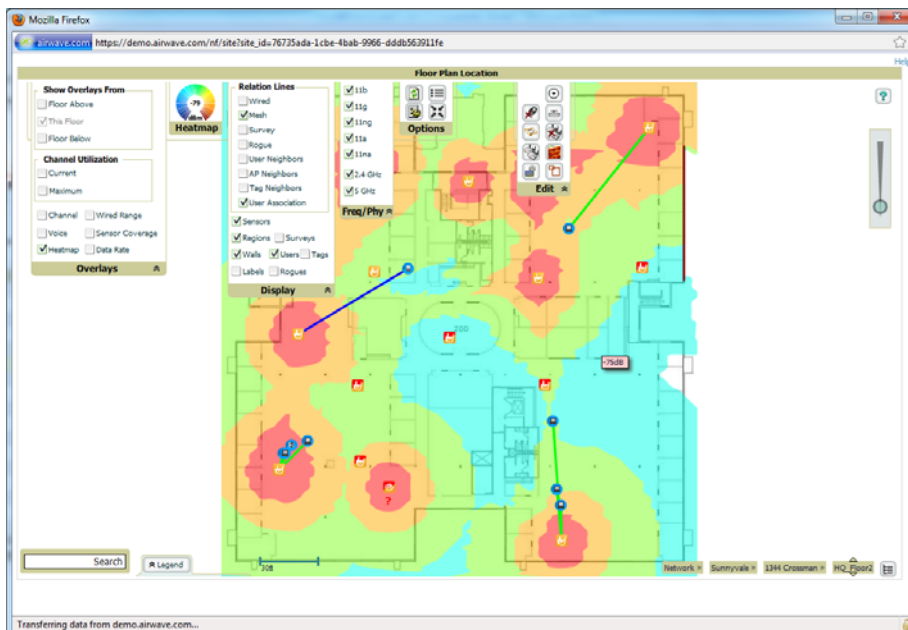 Mozilla Firefox
airwave.com https://demo.airwave.com/nf/site?site_id=76735ada-1cbe-4bab-9966-dddb563911fe
Help
Floor Plan Location
Show Overlays From
Floor Above
This Floor
Floor Below
Channel Utilization
Current
Maximum
Channel Wired Range
Voice Sensor Coverage
Heatmap Data Rate
Overlays
-79
dBm
Heatmap
Relation Lines
Wired
Mesh
Survey
Rogue
User Neighbors
AP Neighbors
Tag Neighbors
User Association
Sensors
Regions Surveys
Walls Users Tags
Labels Rogues
Display
11b
11g
11ng
11a
11na
2.4 GHz
5 GHz
Freq/Phy
Options
Edit
?
-75dB
?
Search
Legend
Network » Sunnyvale » 1344 Crossman » HQ_Floor2
Transferring data from demo.airwave.com...